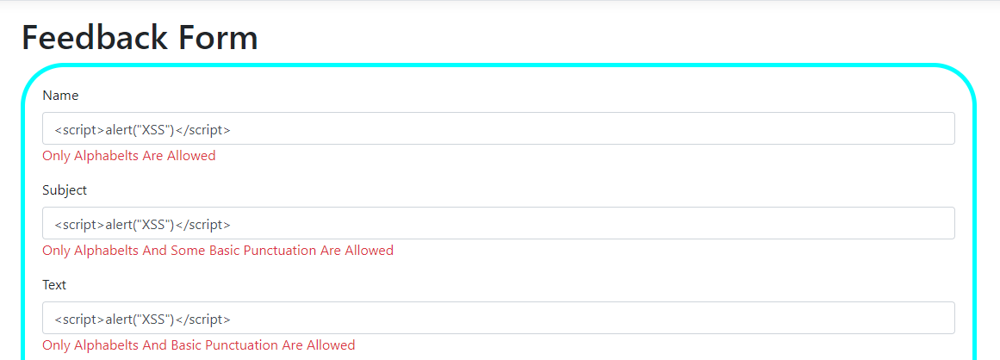 Feedback Form
Name
<script>alert("XSS")</script>
Only Alphabelts Are Allowed
Subject
<script>alert("XSS")</script>
Only Alphabelts And Some Basic Punctuation Are Allowed
Text
<script>alert("XSS")</script>
Only Alphabelts And Basic Punctuation Are Allowed